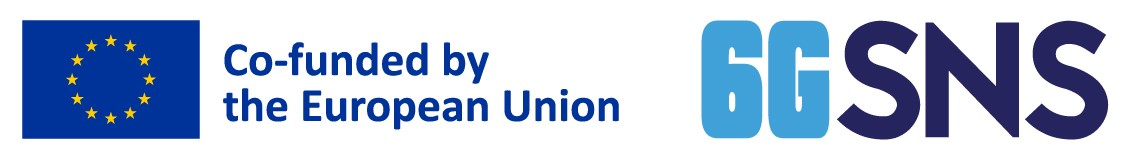 Co-funded by
the European Union
6GSNS